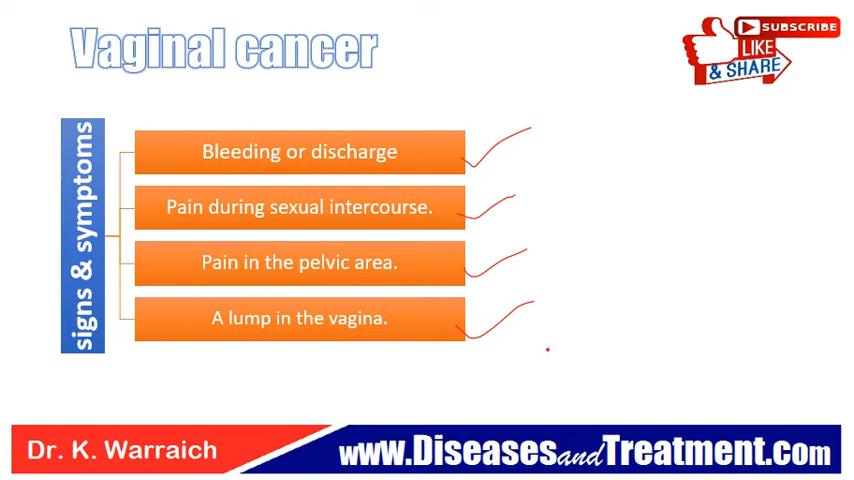 Vaginal cancer
SUBSCRIBE
LIKE
& SHARE
signs & symptoms
Bleeding or discharge
Pain during sexual intercourse.
Pain in the pelvic area.
A lump in the vagina.
Dr. K. Warraich
www.DiseasesandTreatment.com